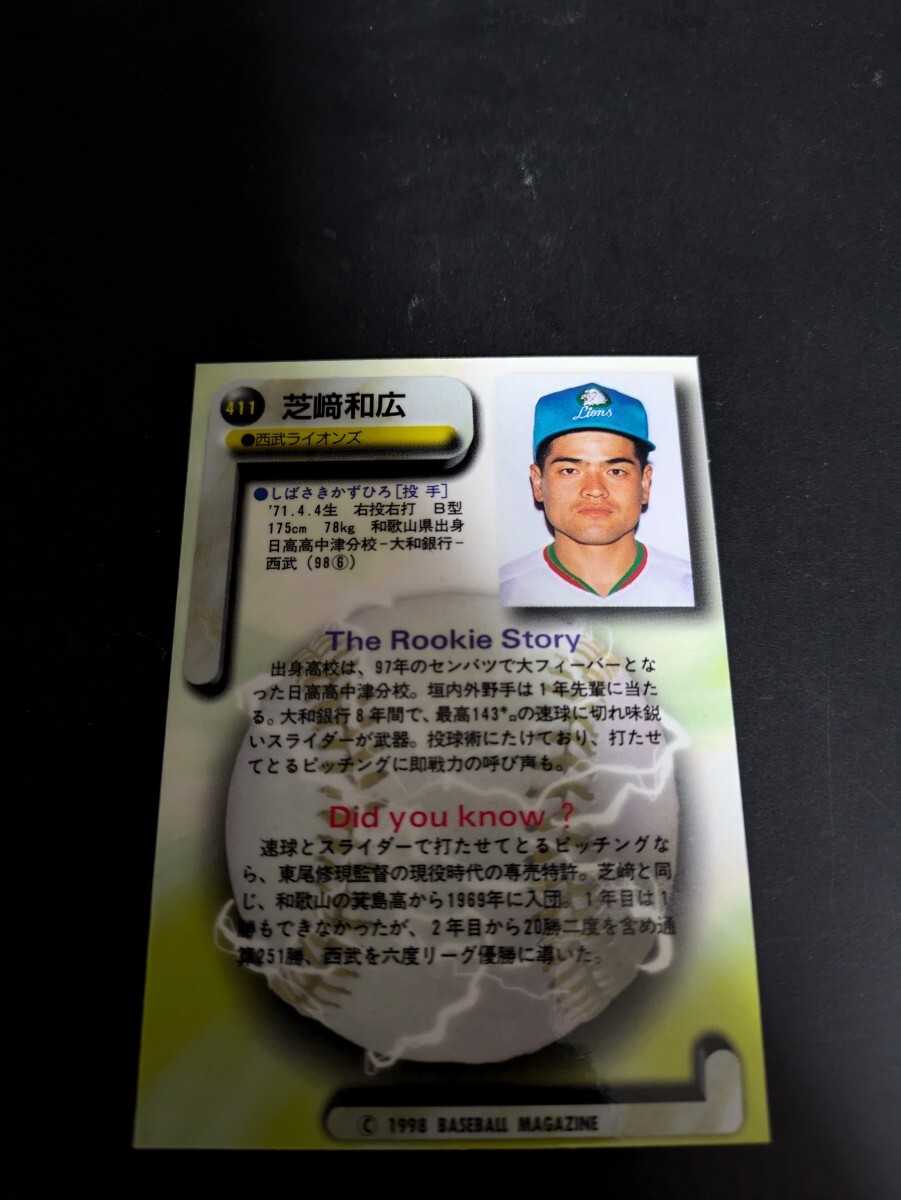 411 芝﨑和広
●西武ライオンズ
Lions
●しばさきかずひろ[投 手]
'71.4.4生 右投右打 B型
175cm 78kg 和歌山県出身
日高高中津分校−大和銀行−
西武 (98⑥)
The Rookie Story
出身高校は、97年のセンバツで大フィーバーとな
った日高高中津分校。垣内外野手は1年先輩に当た
る。大和銀行8年間で、最高143㌔の速球に切れ味鋭
いスライダーが武器。投球術にたけており、打たせ
てとるピッチングに即戦力の呼び声も。
Did you know ?
速球とスライダーで打たせてとるピッチングな
ら、東尾修現監督の現役時代の専売特許。芝﨑と同
じ、和歌山の箕島高から1969年に入団。1年目は1
勝もできなかったが、2年目から20勝二度を含め通
算251勝、西武を六度リーグ優勝に導いた。
© 1998 BASEBALL MAGAZINE